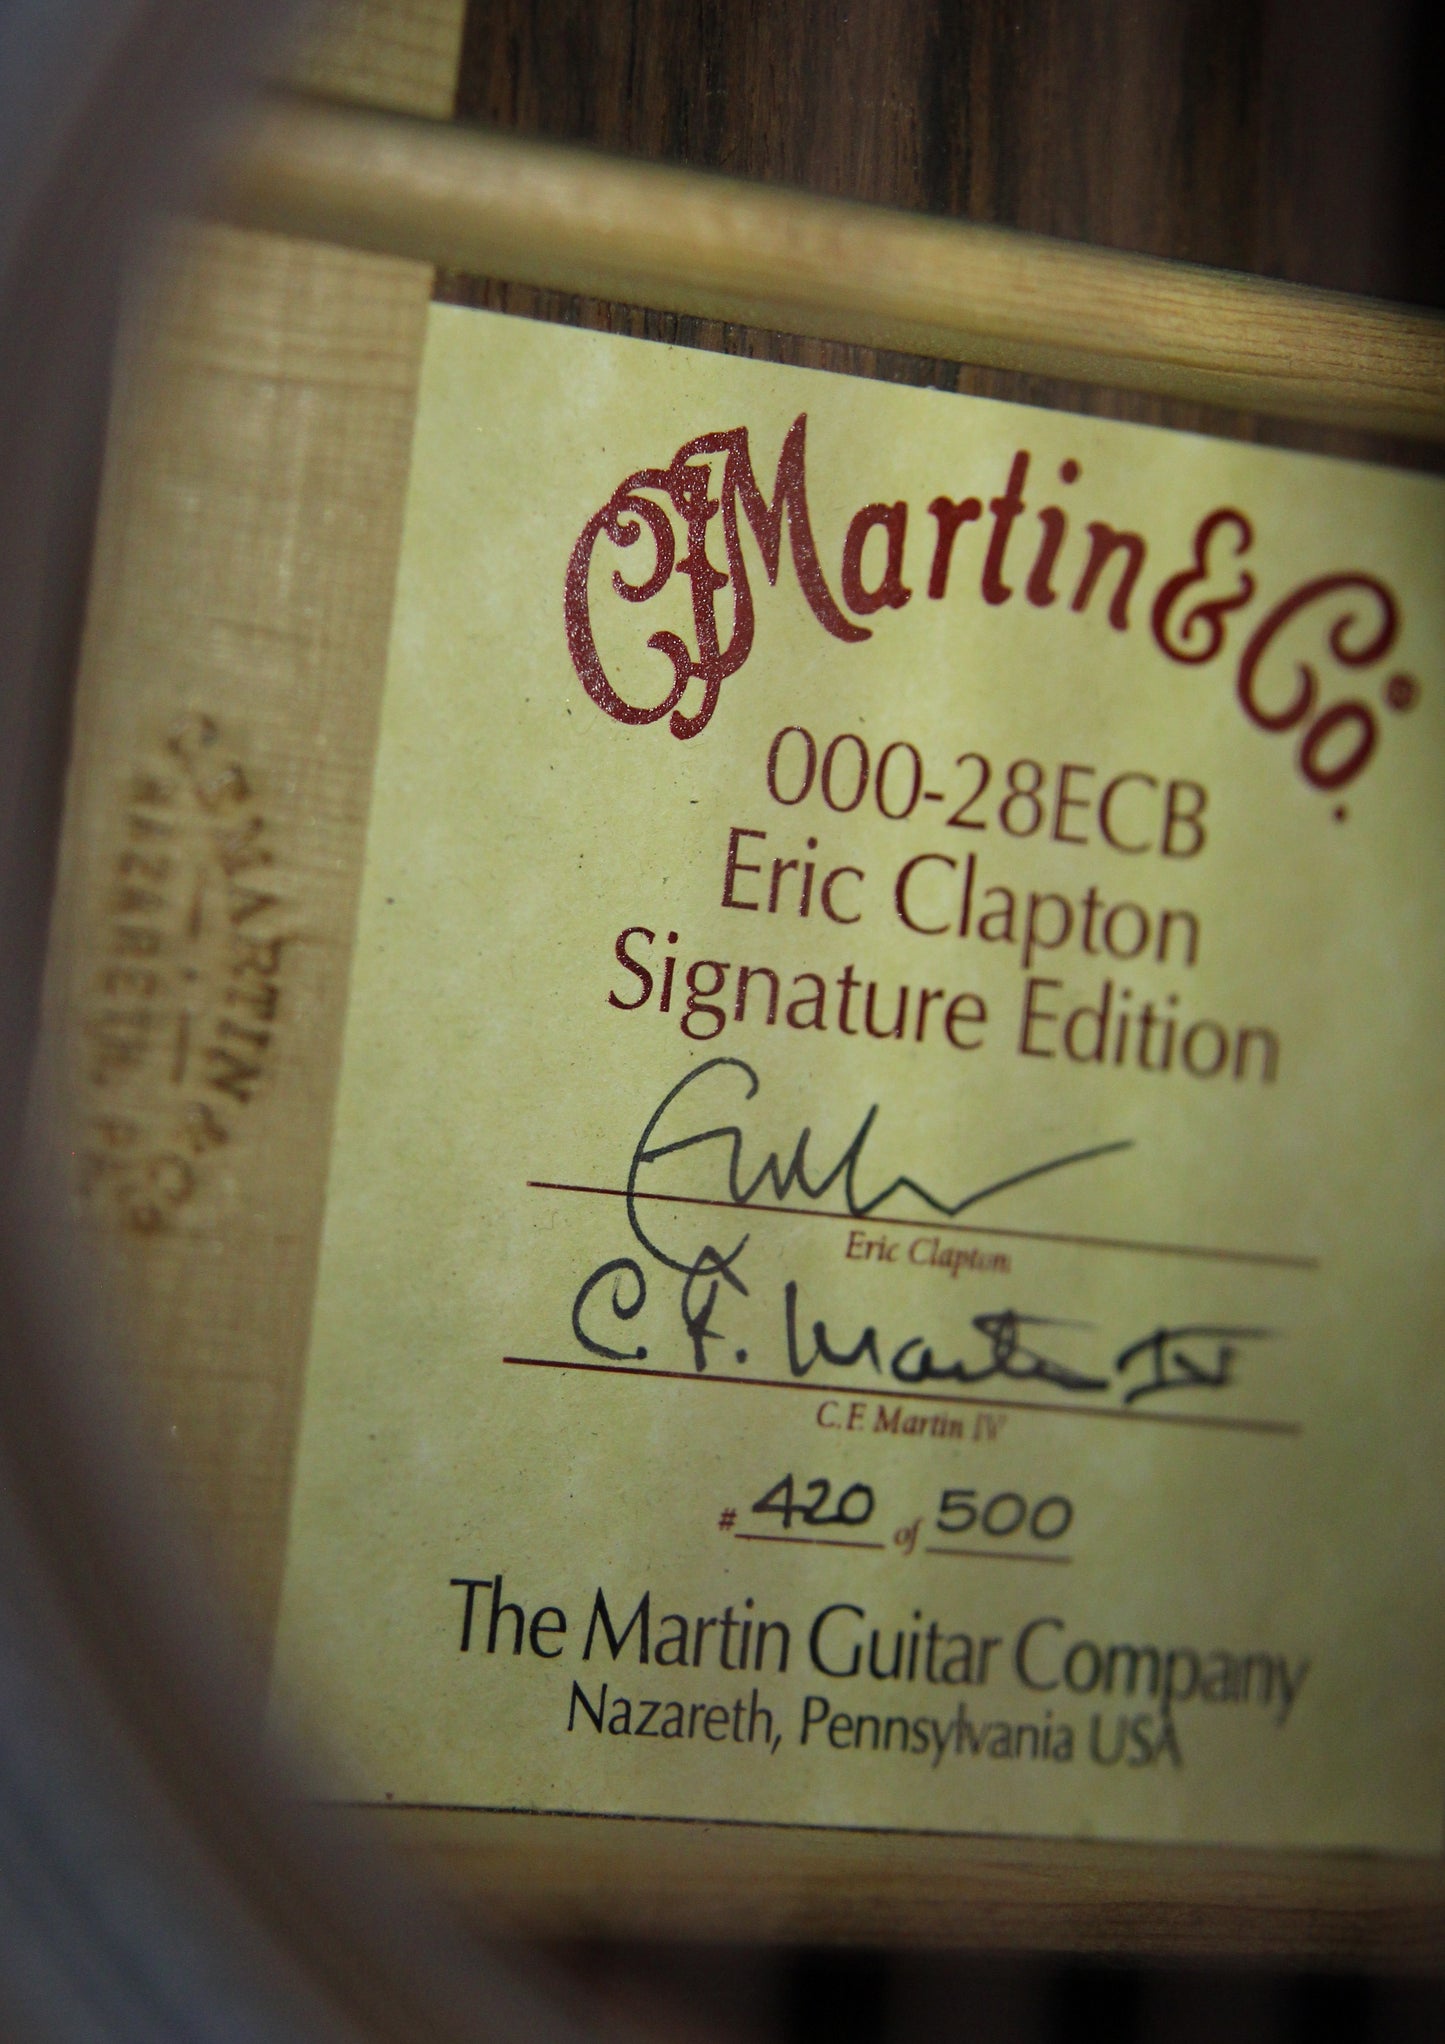 CFMartin & Co.®
000-28ECB
Eric Clapton
Signature Edition
Eric Clapton
C. F. Martin IV
C.F. Martin IV
# 420 of 500
The Martin Guitar Company
Nazareth, Pennsylvania USA
MARTIN & Co
NAZARETH, PA